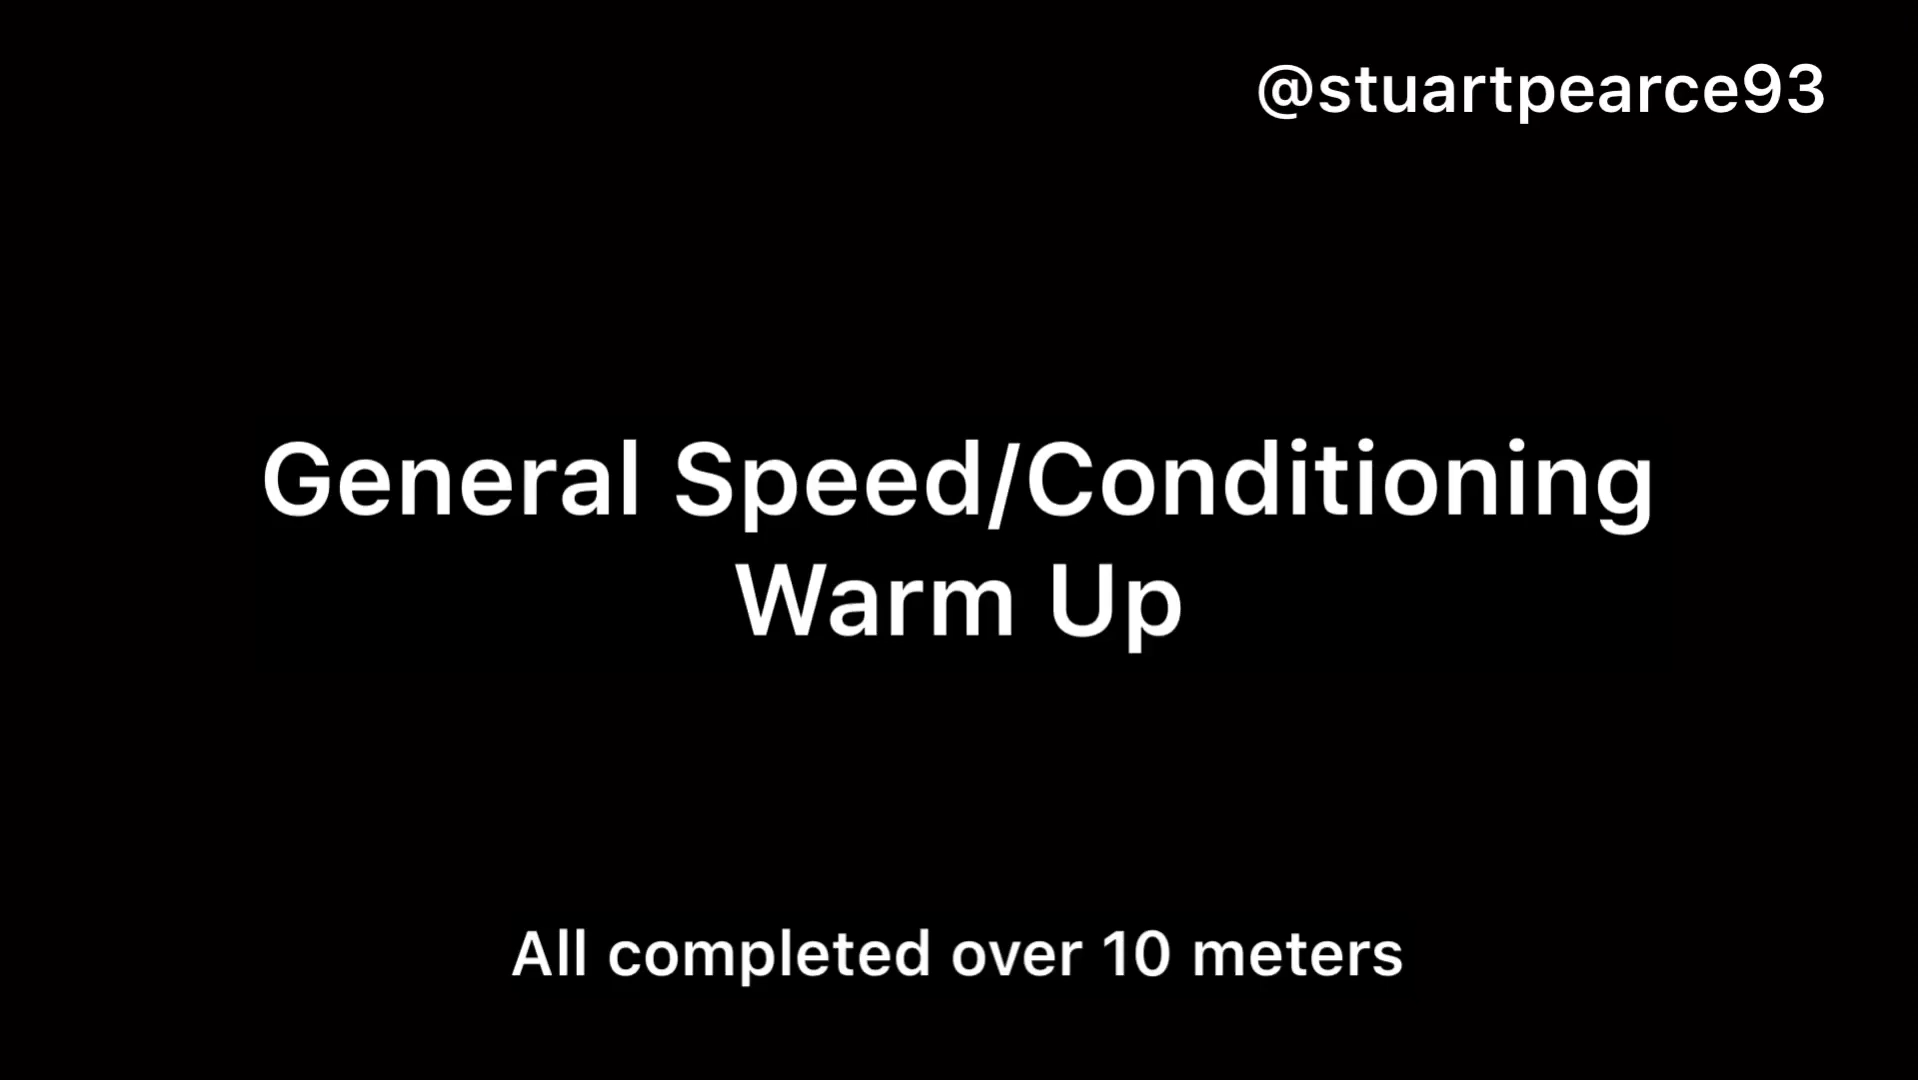 @stuartpearce93
General Speed/Conditioning
Warm Up
All completed over 10 meters